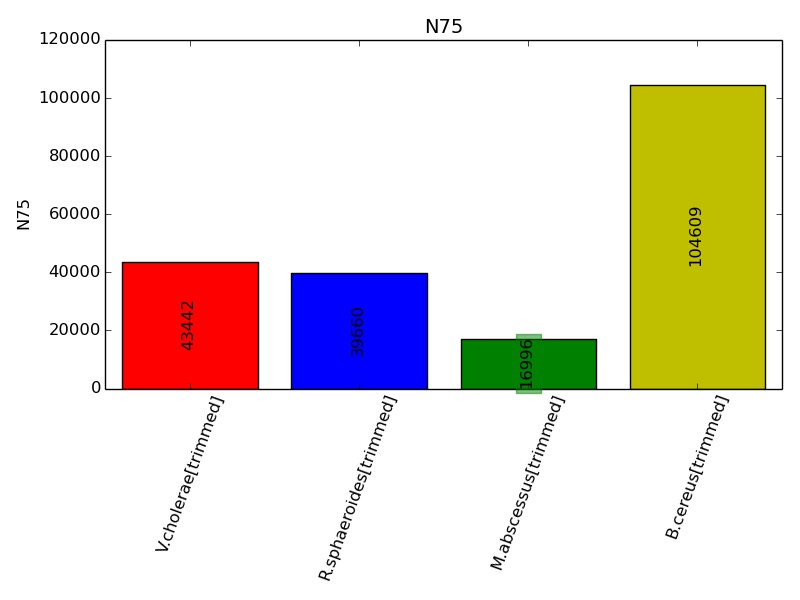 N75
120000
100000
80000
60000
40000
20000
0
N75
43442
39660
16996
104609
V.cholerae[trimmed]
R.sphaeroides[trimmed]
M.abscessus[trimmed]
B.cereus[trimmed]